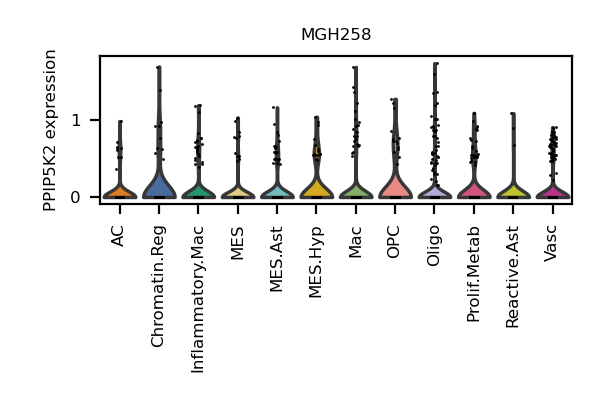 MGH258
PPIP5K2 expression
1
0
AC
Chromatin.Reg
Inflammatory.Mac
MES
MES.Ast
MES.Hyp
Mac
OPC
Oligo
Prolif.Metab
Reactive.Ast
Vasc